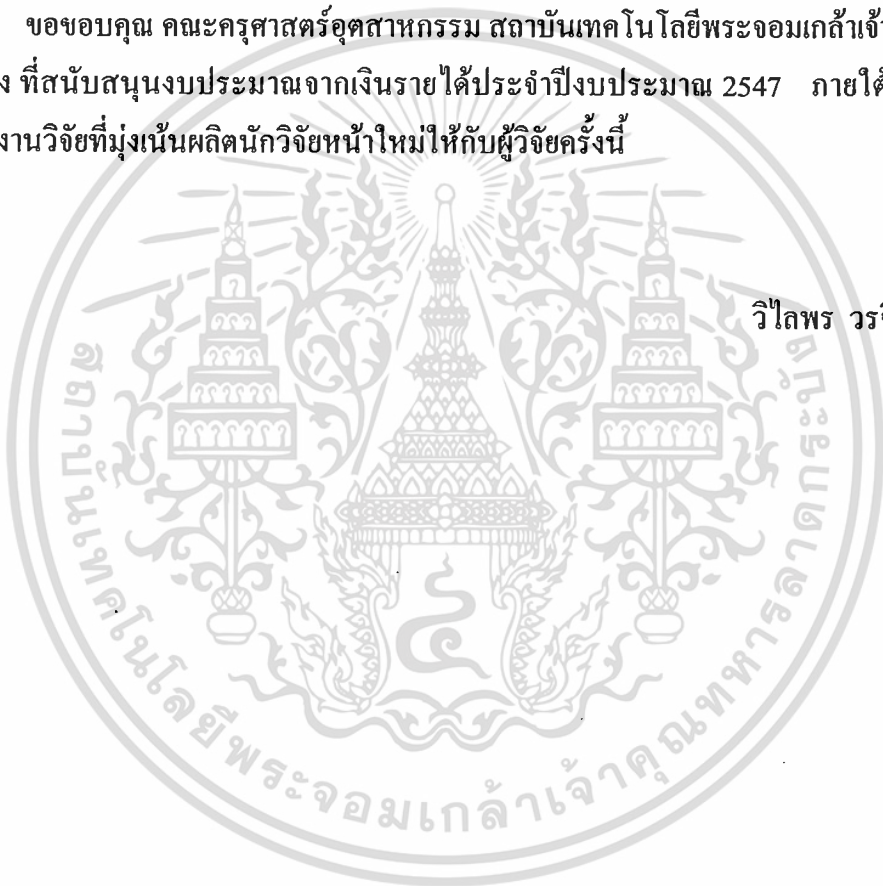 ขอขอบคุณ คณะครุศาสตร์อุตสาหกรรม สถาบันเทคโนโลยีพระจอมเกล้าเจ้า
ง ที่สนับสนุนงบประมาณจากเงินรายได้ประจำปีงบประมาณ 2547 ภายใต้
งานวิจัยที่มุ่งเน้นผลิตนักวิจัยหน้าใหม่ให้กับผู้วิจัยครั้งนี้
วิไลพร วรจิ
สถาบันเทคโนโลยีพระจอมเกล้าเจ้าคุณทหารลาดกระบัง
๔